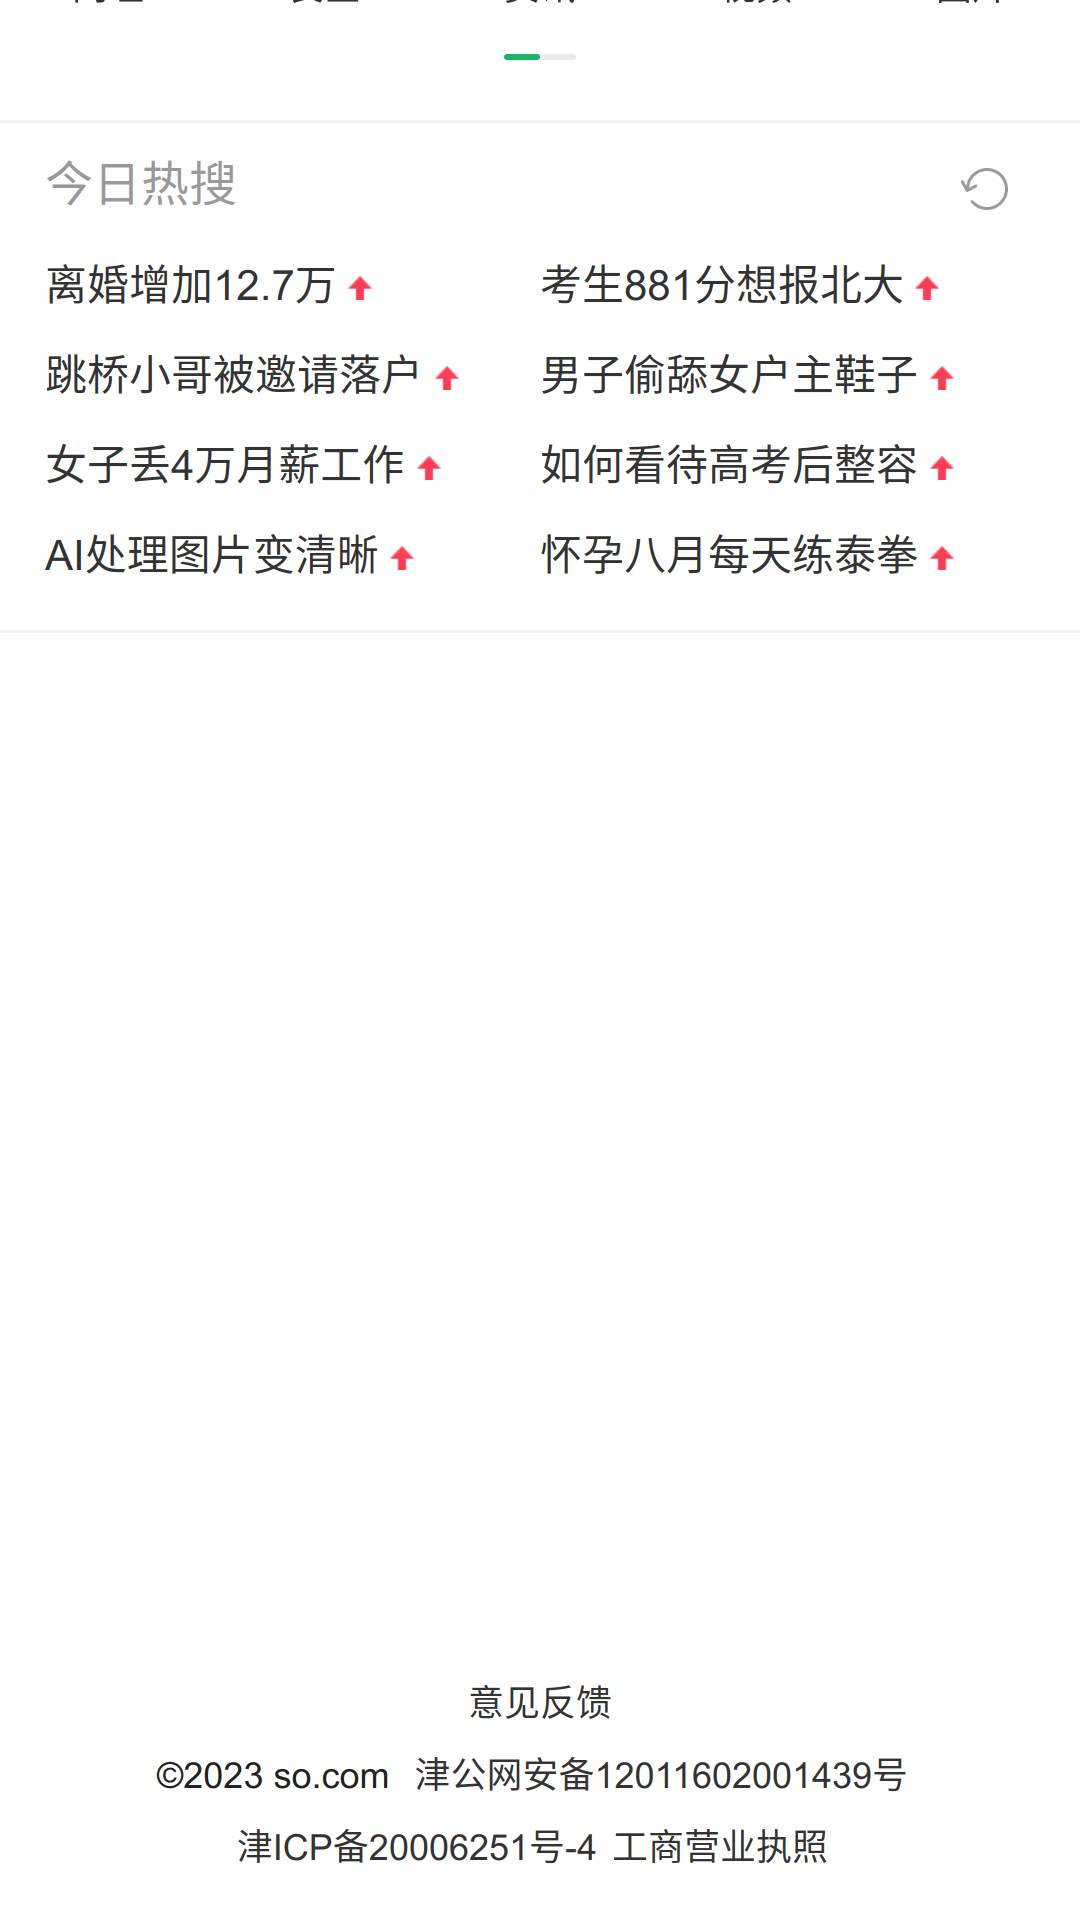 今日热搜
离婚增加12.7万 考生881分想报北大
跳桥小哥被邀请落户 男子偷舔女户主鞋子
女子丢4万月薪工作 如何看待高考后整容
AI处理图片变清晰 怀孕八月每天练泰拳
意见反馈
©2023 so.com 津公网安备12011602001439号
津ICP备20006251号-4 工商营业执照